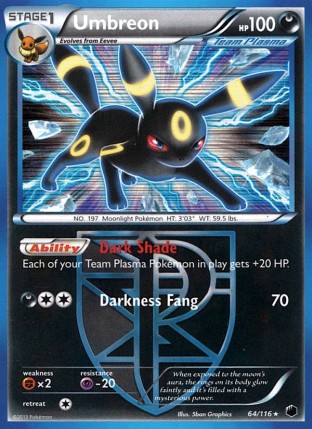 STAGE1 Umbreon HP100
Evolves from Eevee Team Plasma
NO. 197 Moonlight Pokémon HT: 3'03" WT: 59.5 lbs.
Ability Dark Shade
Each of your Team Plasma Pokémon in play gets +20 HP.
Darkness Fang 70
weakness resistance
×2 -20
retreat
When exposed to the moon's
aura, the rings on its body glow
faintly and it's filled with a
mysterious power.
©2013 Pokémon Illus. 5ban Graphics 64/116 ★